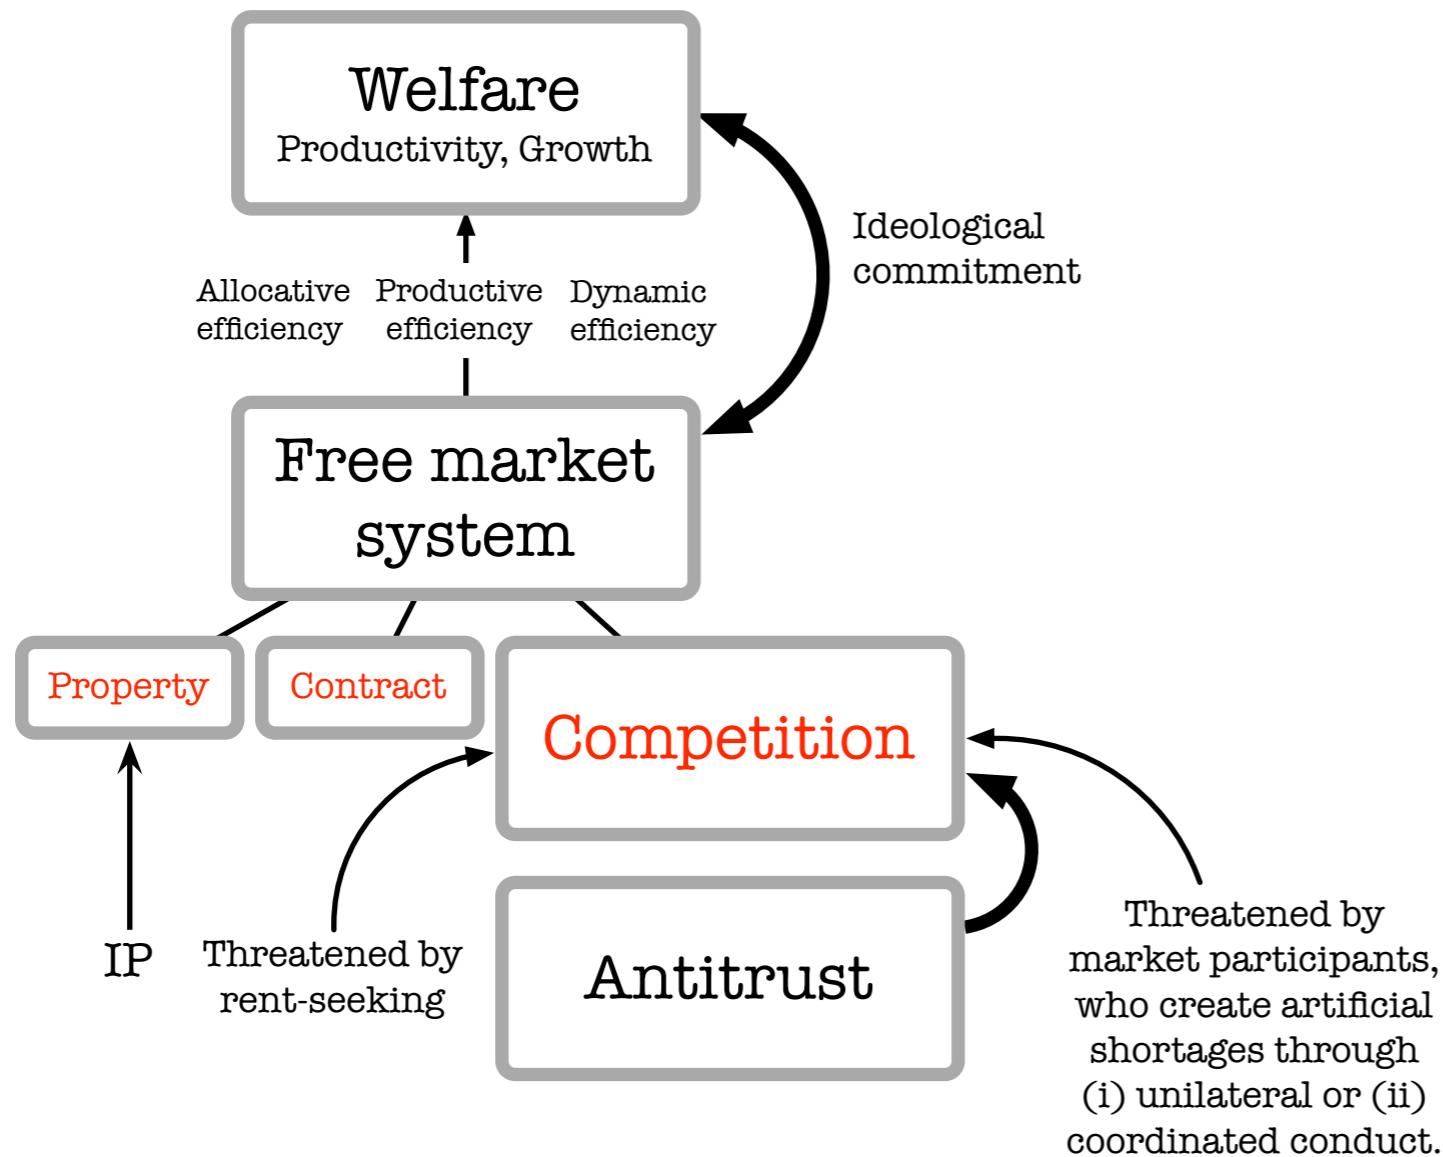 Welfare
Productivity, Growth
Ideological
commitment
Allocative
efficiency
Productive
efficiency
Dynamic
efficiency
Free market
system
Property
Contract
Competition
IP
Threatened by
rent-seeking
Antitrust
Threatened by
market participants,
who create artificial
shortages through
(i) unilateral or (ii)
coordinated conduct.